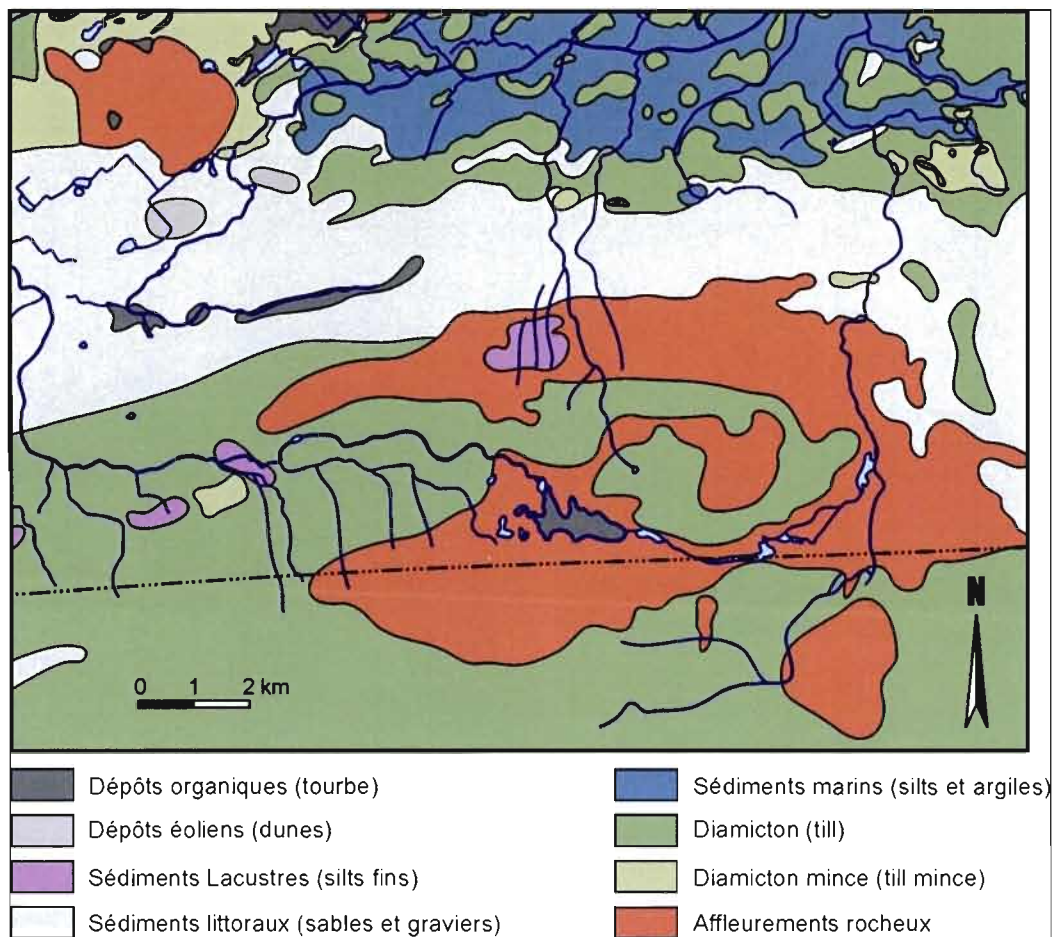 N
0 1 2 km
Dépôts organiques (tourbe)
Dépôts éoliens (dunes)
Sédiments Lacustres (silts fins)
Sédiments littoraux (sables et graviers)
Sédiments marins (silts et argiles)
Diamicton (till)
Diamicton mince (till mince)
Affleurements rocheux